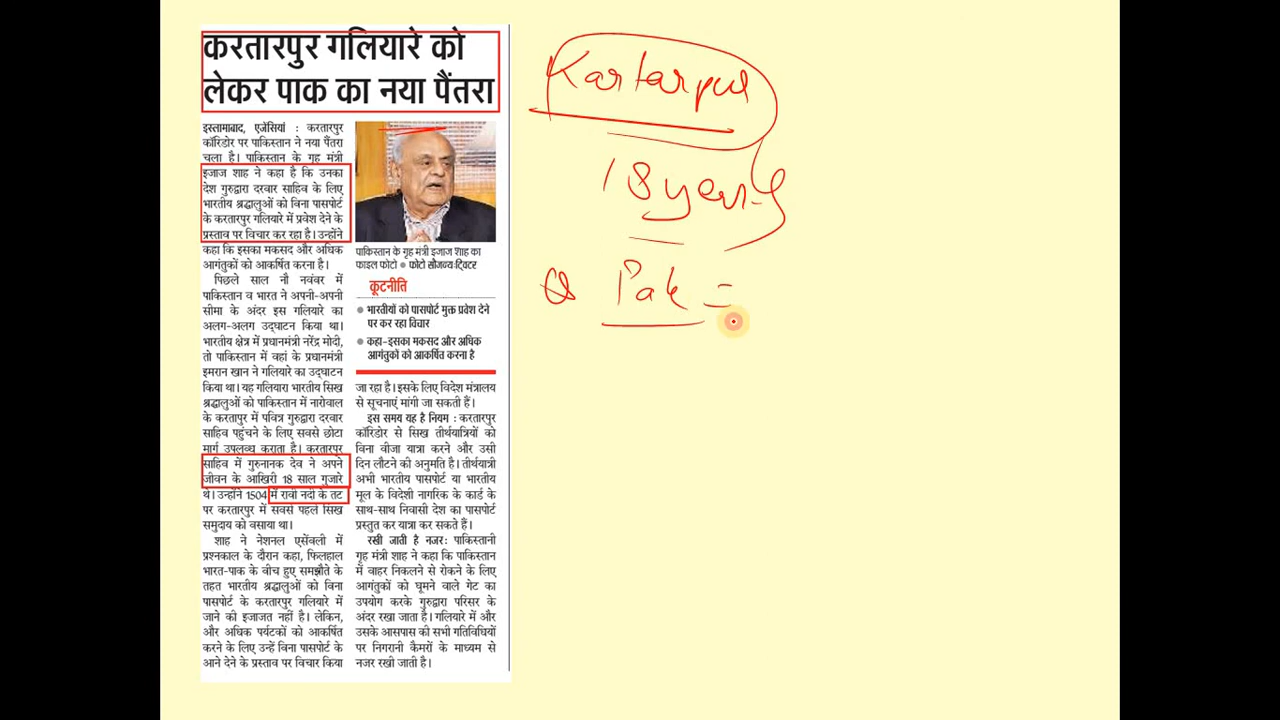 करतारपुर गलियारे को
लेकर पाक का नया पैंतरा
इस्लामाबाद, एजेंसियां : करतारपुर
कॉरिडोर पर पाकिस्तान ने नया पैंतरा
चला है। पाकिस्तान के गृह मंत्री
इजाज शाह ने कहा है कि उनका
देश गुरुद्वारा दरबार साहिब के लिए
भारतीय श्रद्धालुओं को बिना पासपोर्ट
के करतारपुर गलियारे में प्रवेश देने के
प्रस्ताव पर विचार कर रहा है। उन्होंने
कहा कि इसका मकसद और अधिक
आगंतुकों को आकर्षित करना है।
पिछले साल नौ नवंबर में
पाकिस्तान व भारत ने अपनी-अपनी
सीमा के अंदर इस गलियारे का
अलग-अलग उद्घाटन किया था।
भारतीय क्षेत्र में प्रधानमंत्री नरेंद्र मोदी,
तो पाकिस्तान में वहां के प्रधानमंत्री
इमरान खान ने गलियारे का उद्घाटन
किया था। यह गलियारा भारतीय सिख
श्रद्धालुओं को पाकिस्तान में नारोवाल
के करतापुर में पवित्र गुरुद्वारा दरबार
साहिब पहुंचने के लिए सबसे छोटा
मार्ग उपलब्ध कराता है। करतारपुर
साहिब में गुरुनानक देव ने अपने
जीवन के आखिरी 18 साल गुजारे
थे। उन्होंने 1504 में रावी नदी के तट
पर करतारपुर में सबसे पहले सिख
समुदाय को बसाया था।
शाह ने नेशनल एसेंबली में
प्रश्नकाल के दौरान कहा, फिलहाल
भारत-पाक के बीच हुए समझौते के
तहत भारतीय श्रद्धालुओं को बिना
पासपोर्ट के करतारपुर गलियारे में
जाने की इजाजत नहीं है। लेकिन,
और अधिक पर्यटकों को आकर्षित
करने के लिए उन्हें बिना पासपोर्ट के
आने देने के प्रस्ताव पर विचार किया
पाकिस्तान के गृह मंत्री इजाज शाह का
फाइल फोटो ● फोटो सौजन्य ट्विटर
कूटनीति
● भारतीयों को पासपोर्ट मुक्त प्रवेश देने
पर कर रहा विचार
● कहा-इसका मकसद और अधिक
आगंतुकों को आकर्षित करना है
जा रहा है। इसके लिए विदेश मंत्रालय
से सूचनाएं मांगी जा सकती हैं।
इस समय यह है नियम : करतारपुर
कॉरिडोर से सिख तीर्थयात्रियों को
बिना वीजा यात्रा करने और उसी
दिन लौटने की अनुमति है। तीर्थयात्री
अभी भारतीय पासपोर्ट या भारतीय
मूल के विदेशी नागरिक के कार्ड के
साथ-साथ निवासी देश का पासपोर्ट
प्रस्तुत कर यात्रा कर सकते हैं।
रखी जाती है नजर : पाकिस्तानी
गृह मंत्री शाह ने कहा कि पाकिस्तान
में बाहर निकलने से रोकने के लिए
आगंतुकों को घूमने वाले गेट का
उपयोग करके गुरुद्वारा परिसर के
अंदर रखा जाता है। गलियारे में और
उसके आसपास की सभी गतिविधियों
पर निगरानी कैमरों के माध्यम से
नजर रखी जाती है।
Kartarpur
18 years
Pak =